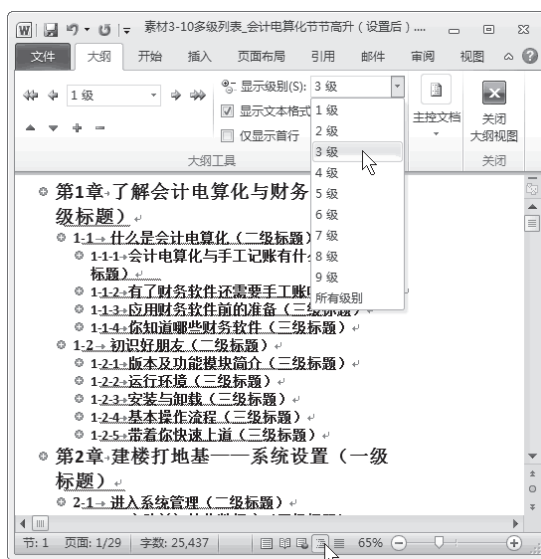 素材3-10多级列表_会计电算化节节高升（设置后）....
文件 大纲 开始 插入 页面布局 引用 邮件 审阅 视图
1 级
显示级别(S): 3 级
显示文本格式
仅显示首行
大纲工具
主控文档
关闭
大纲视图
关闭
1 级
2 级
3 级
4 级
5 级
6 级
7 级
8 级
9 级
所有级别
第1章 了解会计电算化与财务
级标题）
1-1 什么是会计电算化（二级标题）
1-1-1 会计电算化与手工记账有什
标题）
1-1-2 有了财务软件还需要手工账
1-1-3 应用财务软件前的准备（三级标题）
1-1-4 你知道哪些财务软件（三级标题）
1-2 初识好朋友（二级标题）
1-2-1 版本及功能模块简介（三级标题）
1-2-2 运行环境（三级标题）
1-2-3 安装与卸载（三级标题）
1-2-4 基本操作流程（三级标题）
1-2-5 带着你快速上道（三级标题）
第2章 建楼打地基——系统设置（一级
标题）
2-1 进入系统管理（二级标题）
节: 1 页面: 1/29 字数: 25,437 65%